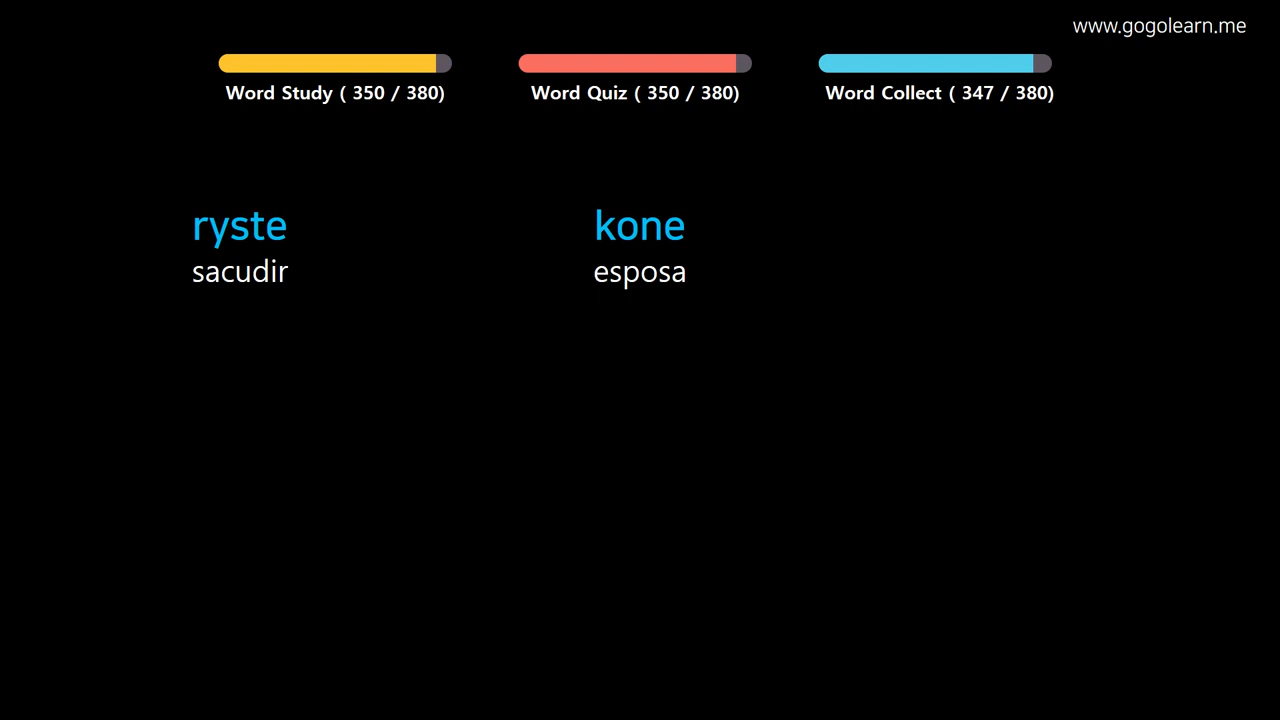 www.gogolearn.me
Word Study ( 350 / 380)
Word Quiz ( 350 / 380)
Word Collect ( 347 / 380)
ryste
sacudir
kone
esposa